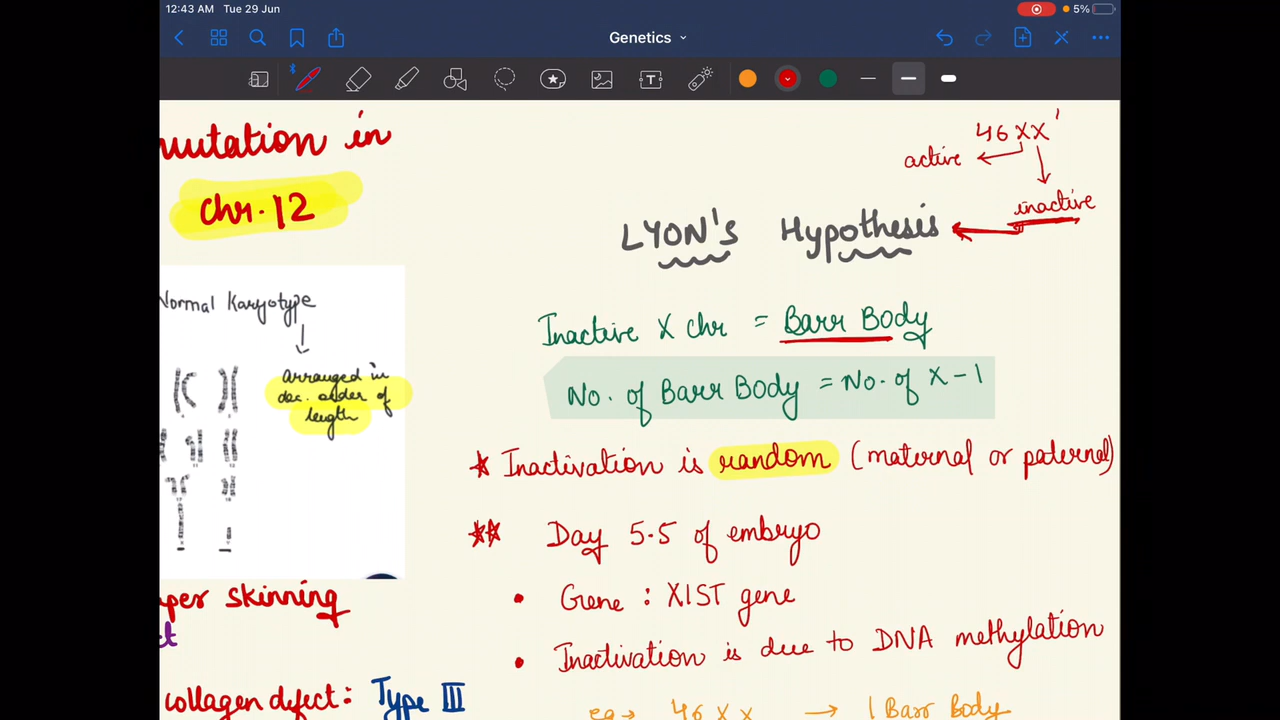 12:43 AM Tue 29 Jun
5%
Genetics
mutation in
chr. 12
Normal Karyotype
arranged in
dec. order of
length
per skinning
collagen defect: Type III
46 XX'
active
inactive
LYON's Hypothesis
Inactive X chr = Barr Body
No. of Barr Body = No. of X - 1
* Inactivation is random (maternal or paternal)
** Day 5.5 of embryo
• Gene : XIST gene
• Inactivation is due to DNA methylation
eg → 46 XX → 1 Barr Body